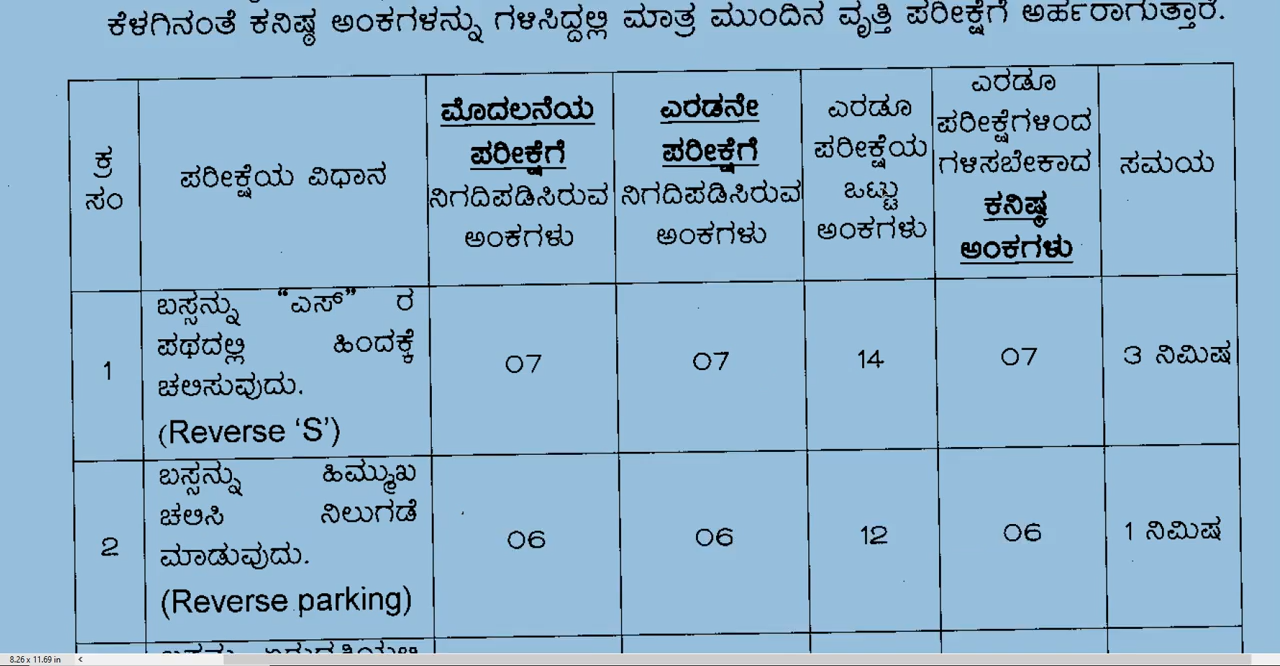 ಕೆಳಗಿನಂತೆ ಕನಿಷ್ಠ ಅಂಕಗಳನ್ನು ಗಳಿಸಿದ್ದಲ್ಲಿ ಮಾತ್ರ ಮುಂದಿನ ವೃತ್ತಿ ಪರೀಕ್ಷೆಗೆ ಅರ್ಹರಾಗುತ್ತಾರೆ.
ಕ್ರ
ಸಂ
ಪರೀಕ್ಷೆಯ ವಿಧಾನ
ಮೊದಲನೆಯ
ಪರೀಕ್ಷೆಗೆ
ನಿಗದಿಪಡಿಸಿರುವ
ಅಂಕಗಳು
ಎರಡನೇ
ಪರೀಕ್ಷೆಗೆ
ನಿಗದಿಪಡಿಸಿರುವ
ಅಂಕಗಳು
ಎರಡೂ
ಪರೀಕ್ಷೆಯ
ಒಟ್ಟು
ಅಂಕಗಳು
ಎರಡೂ
ಪರೀಕ್ಷೆಗಳಿಂದ
ಗಳಿಸಬೇಕಾದ
ಕನಿಷ್ಠ
ಅಂಕಗಳು
ಸಮಯ
1
ಬಸ್ಸನ್ನು "ಎಸ್" ರ
ಪಥದಲ್ಲಿ ಹಿಂದಕ್ಕೆ
ಚಲಿಸುವುದು.
(Reverse ‘S’)
07
07
14
07
3 ನಿಮಿಷ
2
ಬಸ್ಸನ್ನು ಹಿಮ್ಮುಖ
ಚಲಿಸಿ ನಿಲುಗಡೆ
ಮಾಡುವುದು.
(Reverse parking)
06
06
12
06
1 ನಿಮಿಷ
8.26 x 11.69 in